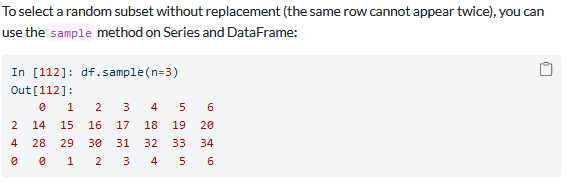 To select a random subset without replacement (the same row cannot appear twice), you can
use the sample method on Series and DataFrame:
In [112]: df.sample(n=3)
Out[112]:
    0   1   2   3   4   5   6
2  14  15  16  17  18  19  20
4  28  29  30  31  32  33  34
0   0   1   2   3   4   5   6